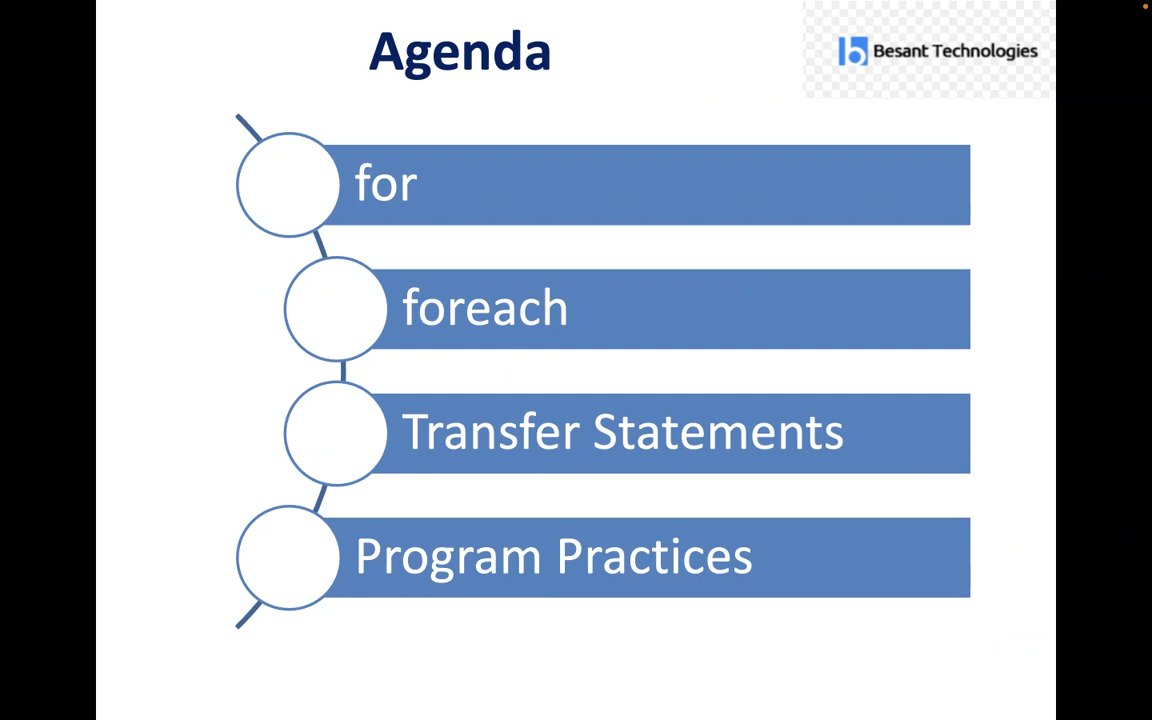 Agenda
Besant Technologies
for
foreach
Transfer Statements
Program Practices